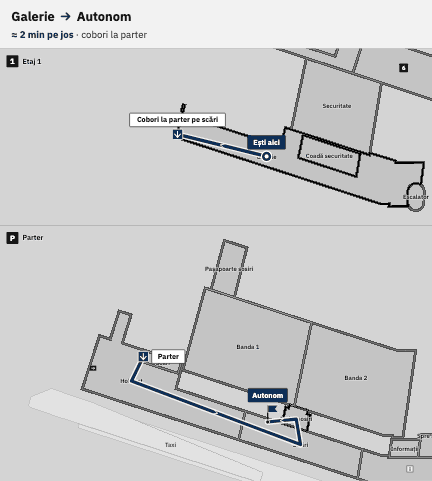 Galerie → Autonom
≈ 2 min pe jos · cobori la parter
1 Etaj 1
6
Securitate
Cobori la parter pe scări
Ești aici
Coadă securitate
Escalator
P Parter
Pașapoarte sosiri
Banda 1
Parter
Banda 2
Autonom
Taxi
Informații